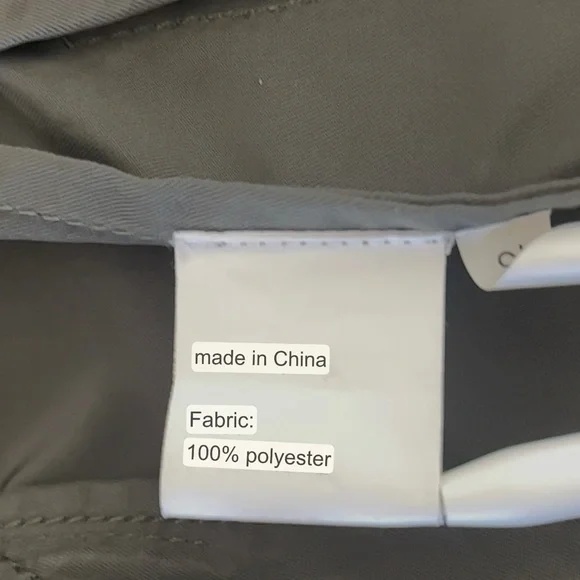 made in China
Fabric:
100% polyester